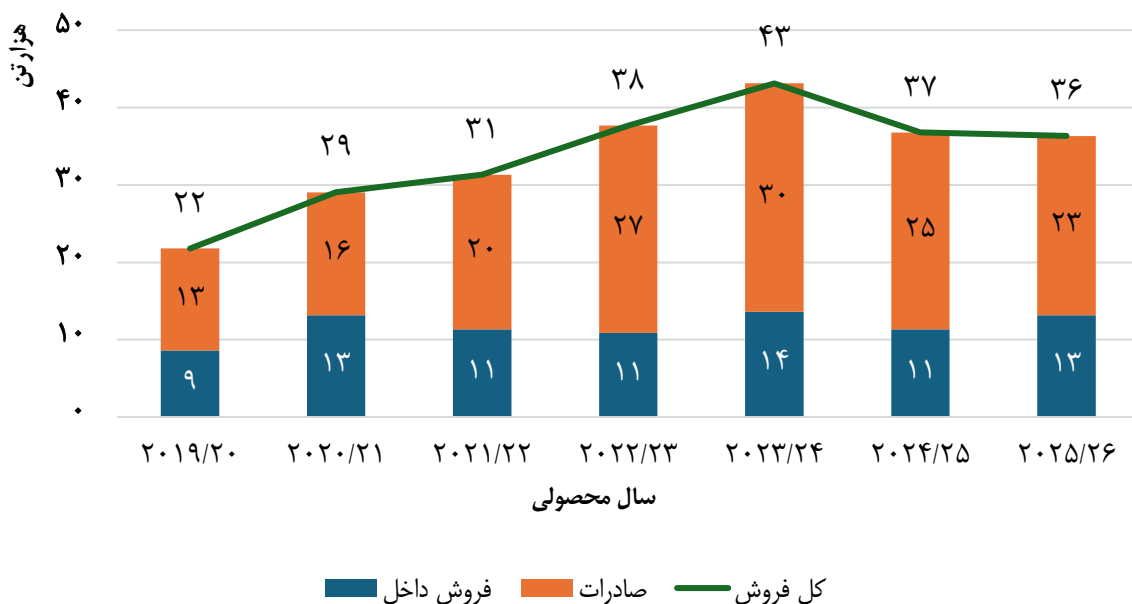 هزارتن
۵۰
۴۰
۳۰
۲۰
۱۰
۰
۲۲ ۲۹ ۳۱ ۳۸ ۴۳ ۳۷ ۳۶
۱۳ ۱۶ ۲۰ ۲۷ ۳۰ ۲۵ ۲۳
۹ ۱۳ ۱۱ ۱۱ ۱۴ ۱۱ ۱۳
۲۰۱۹/۲۰ ۲۰۲۰/۲۱ ۲۰۲۱/۲۲ ۲۰۲۲/۲۳ ۲۰۲۳/۲۴ ۲۰۲۴/۲۵ ۲۰۲۵/۲۶
سال محصولی
کل فروش صادرات فروش داخل